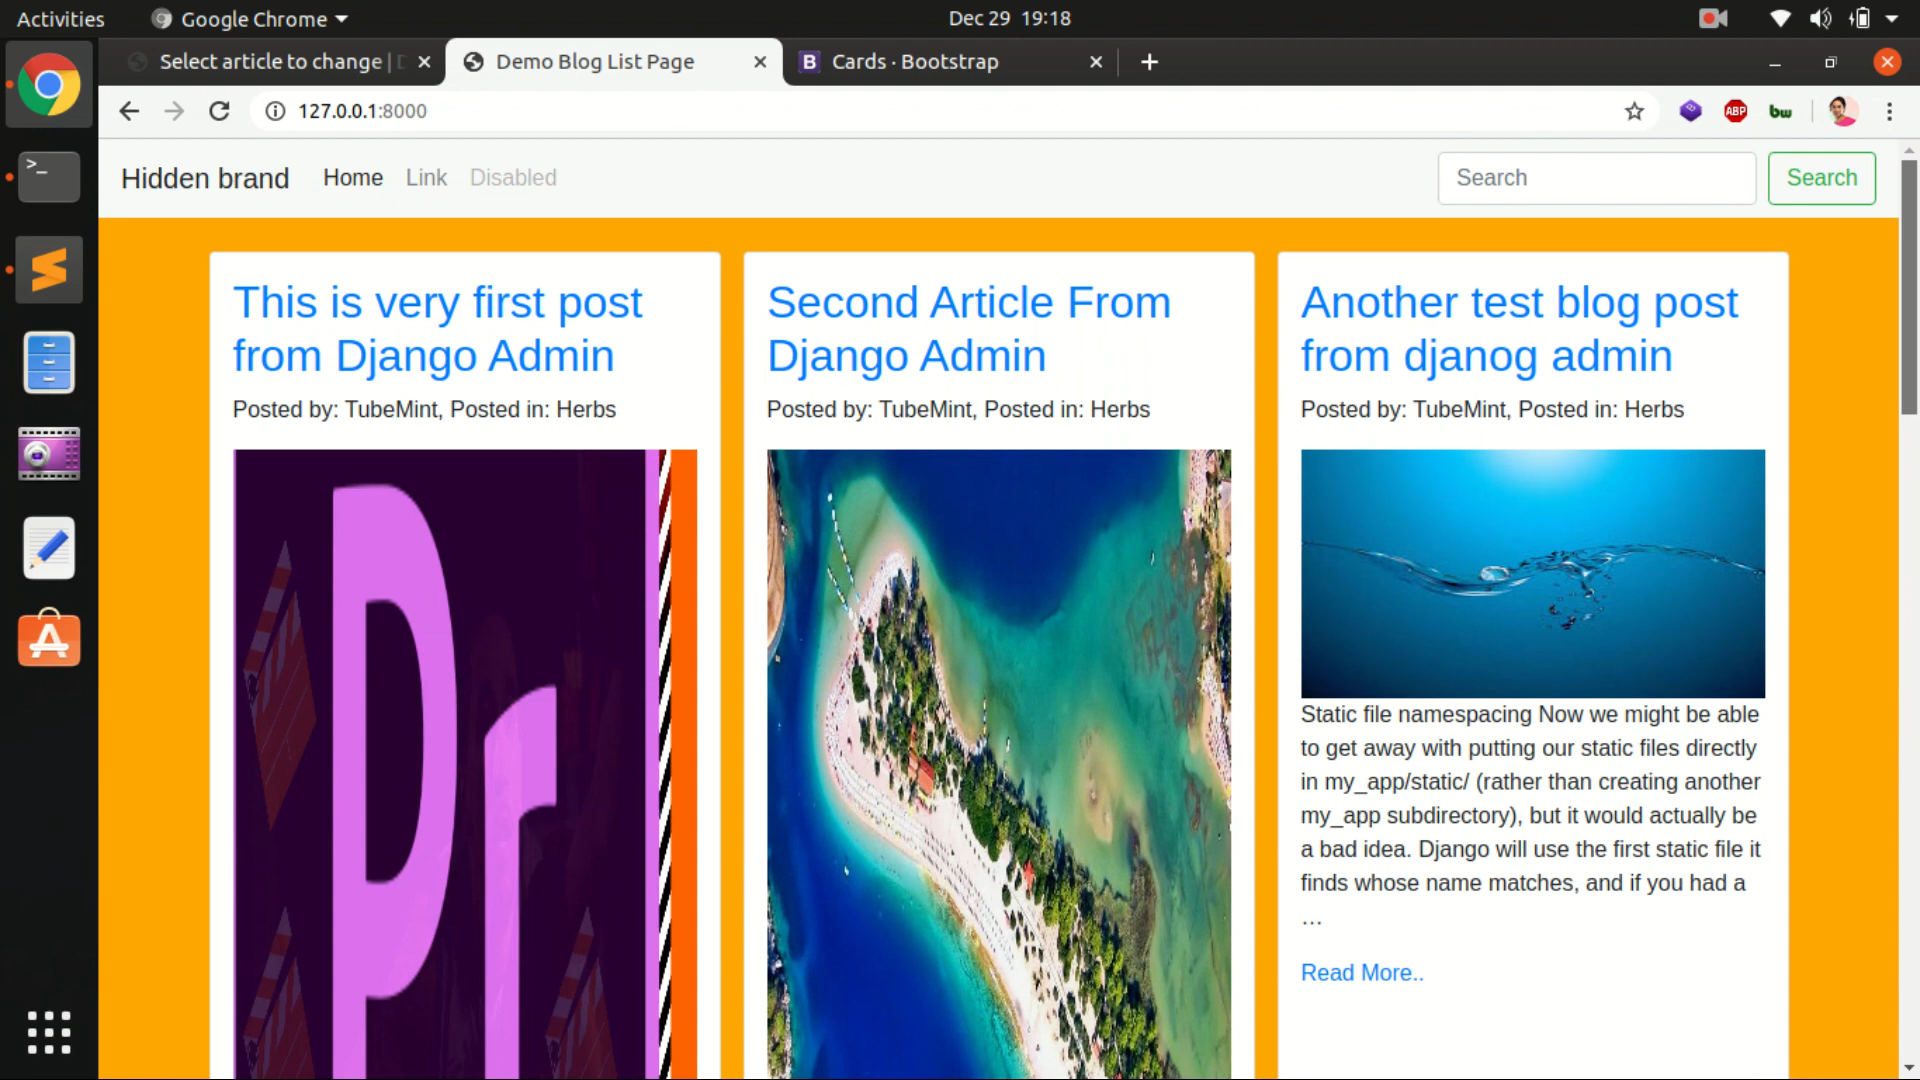 Activities
Google Chrome
Dec 29 19:18
Select article to change | D
Demo Blog List Page
B
Cards · Bootstrap
127.0.0.1:8000
ABP
bw
Hidden brand
Home
Link
Disabled
Search
Search
This is very first post
from Django Admin
Posted by: TubeMint, Posted in: Herbs
Pr
Second Article From
Django Admin
Posted by: TubeMint, Posted in: Herbs
Another test blog post
from djanog admin
Posted by: TubeMint, Posted in: Herbs
Static file namespacing Now we might be able
to get away with putting our static files directly
in my_app/static/ (rather than creating another
my_app subdirectory), but it would actually be
a bad idea. Django will use the first static file it
finds whose name matches, and if you had a
…
Read More..